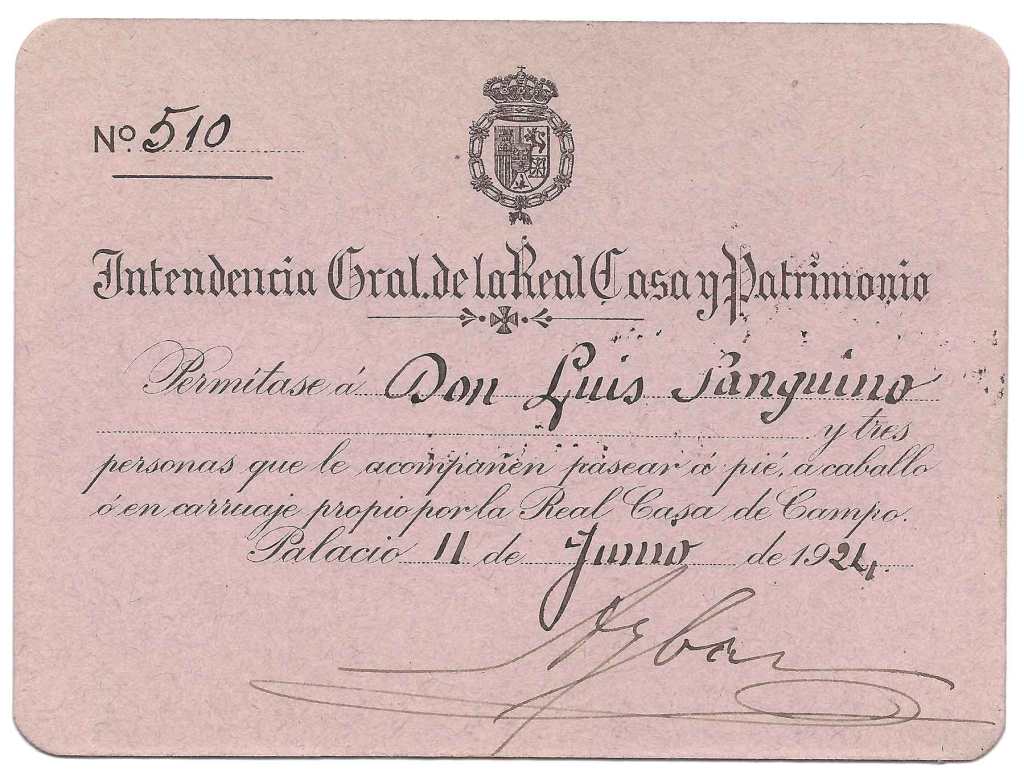 Nº 510
Intendencia Gral. de la Real Casa y Patrimonio
Permítase á Don Luis Sanguino
y tres
personas que le acompañen pasear á pié, a caballo
ó en carruaje propio por la Real Casa de Campo.
Palacio 11 de Junio de 1924